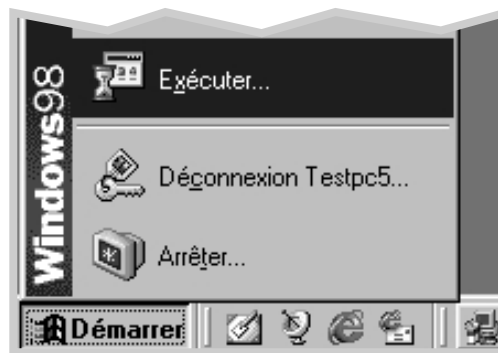 Windows98
Exécuter...
Déconnexion Testpc5...
Arrêter...
Démarrer